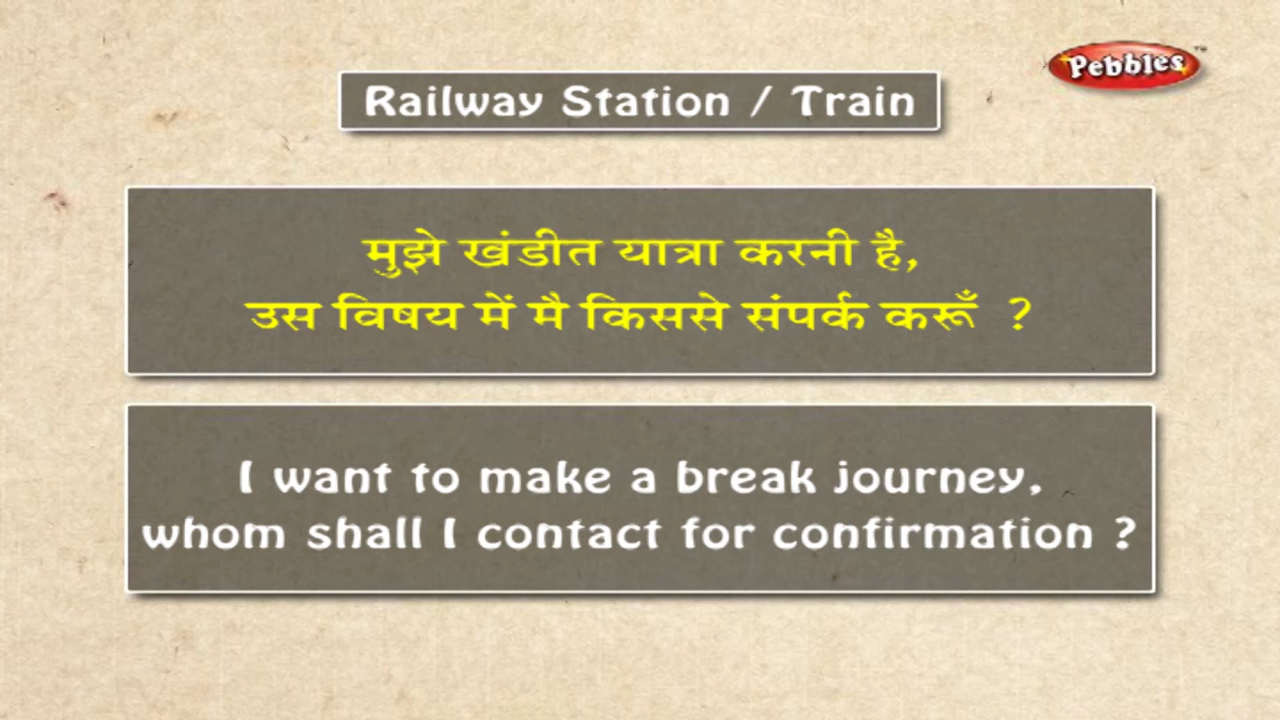 Pebbles™
Railway Station / Train
मुझे खंडीत यात्रा करनी है,
उस विषय में मै किससे संपर्क करूँ ?
I want to make a break journey,
whom shall I contact for confirmation ?